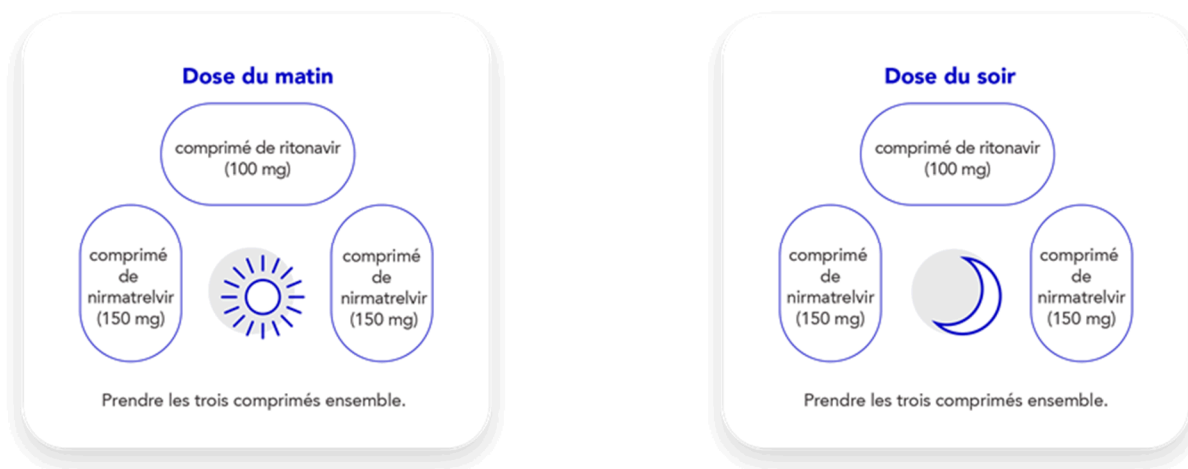 Dose du matin
comprimé de ritonavir
(100 mg)
comprimé
de
nirmatrelvir
(150 mg)
comprimé
de
nirmatrelvir
(150 mg)
Prendre les trois comprimés ensemble.
Dose du soir
comprimé de ritonavir
(100 mg)
comprimé
de
nirmatrelvir
(150 mg)
comprimé
de
nirmatrelvir
(150 mg)
Prendre les trois comprimés ensemble.